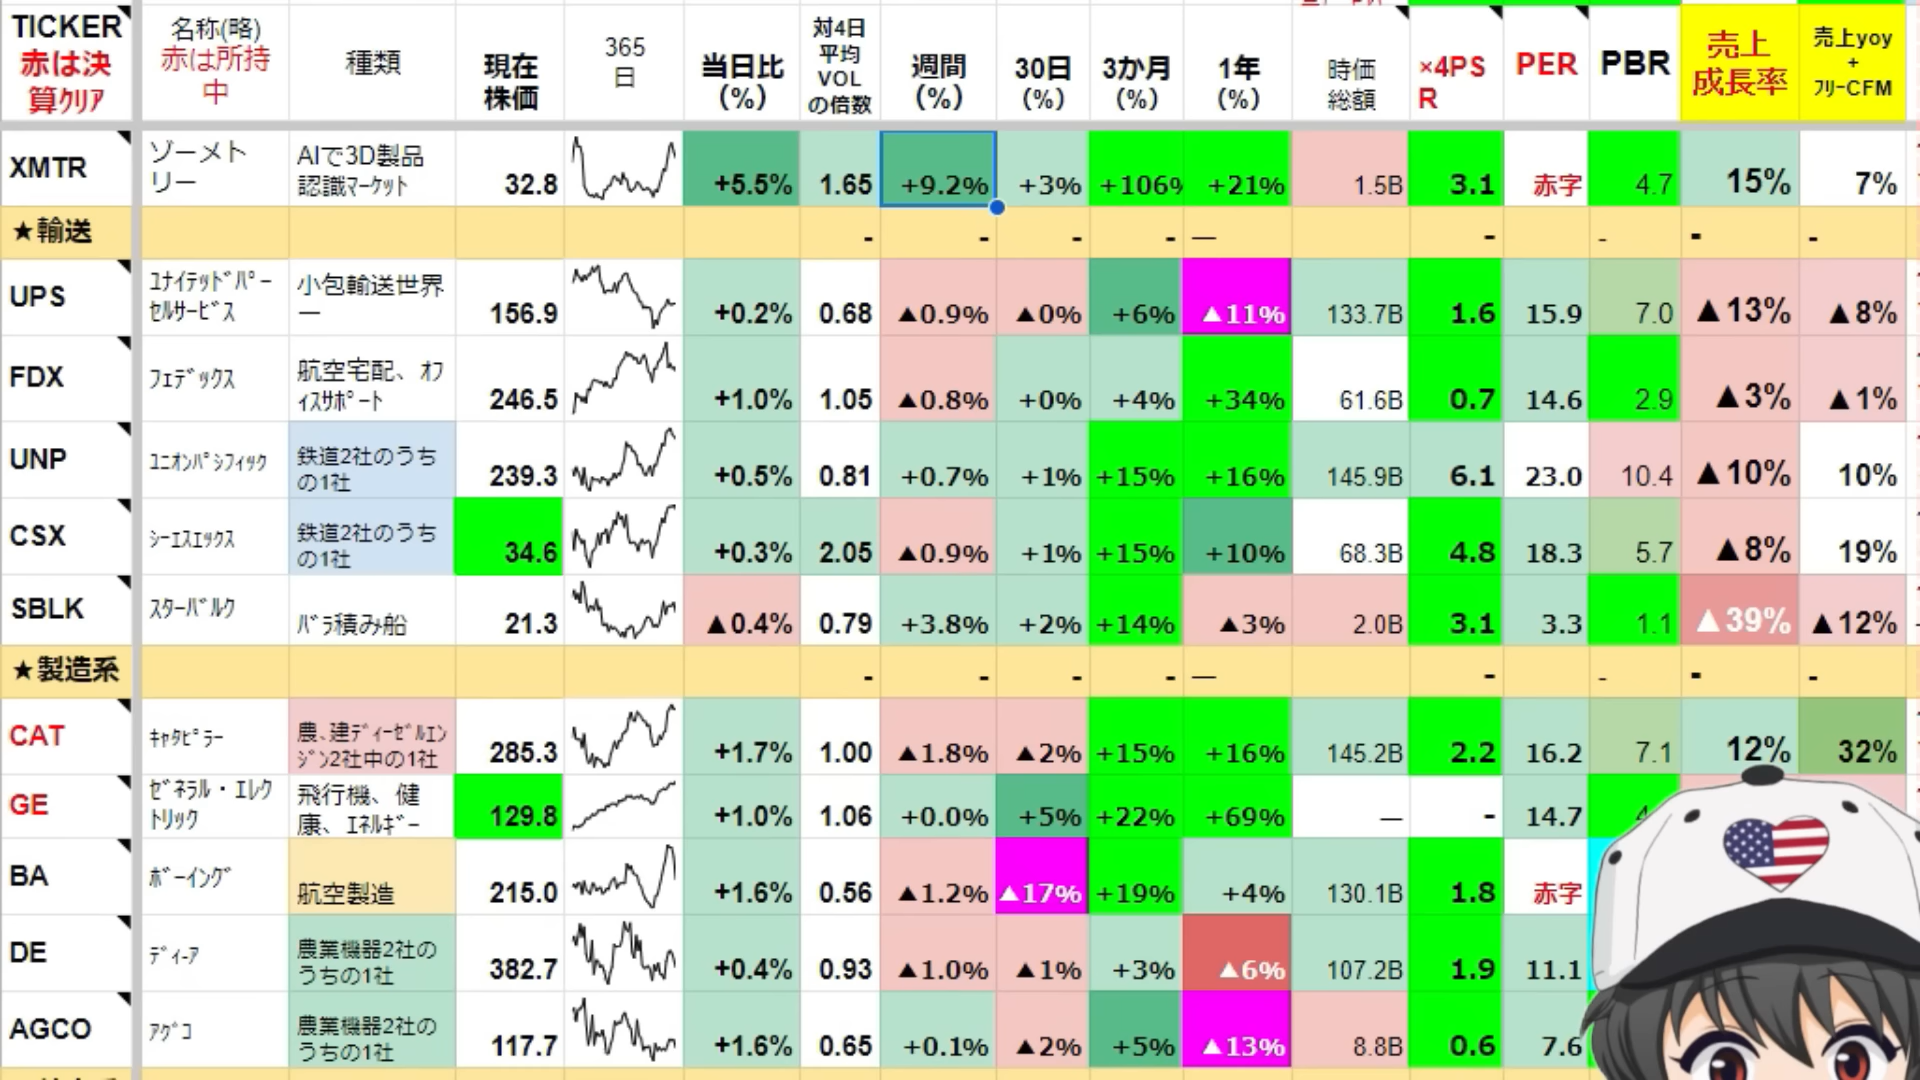 TICKER 赤は決算ｸﾘｱ 名称(略) 赤は所持中 種類 現在株価 365日 当日比(%) 対4日平均VOLの倍数 週間(%) 30日(%) 3か月(%) 1年(%) 時価総額 ×4PSR PER PBR 売上成長率 売上yoy+ﾌﾘｰCFM
XMTR ゾーメトリー AIで3D製品認識ﾏｰｹｯﾄ 32.8 +5.5% 1.65 +9.2% +3% +106% +21% 1.5B 3.1 赤字 4.7 15% 7%
★輸送 - - - - — - - - -
UPS ﾕﾅｲﾃｯﾄﾞﾊﾟｰｾﾙｻｰﾋﾞｽ 小包輸送世界一 156.9 +0.2% 0.68 ▲0.9% ▲0% +6% ▲11% 133.7B 1.6 15.9 7.0 ▲13% ▲8%
FDX ﾌｪﾃﾞｯｸｽ 航空宅配、ｵﾌｨｽｻﾎﾟｰﾄ 246.5 +1.0% 1.05 ▲0.8% +0% +4% +34% 61.6B 0.7 14.6 2.9 ▲3% ▲1%
UNP ﾕﾆｵﾝﾊﾟｼﾌｨｯｸ 鉄道2社のうちの1社 239.3 +0.5% 0.81 +0.7% +1% +15% +16% 145.9B 6.1 23.0 10.4 ▲10% 10%
CSX ｼｰｴｽｴｯｸｽ 鉄道2社のうちの1社 34.6 +0.3% 2.05 ▲0.9% +1% +15% +10% 68.3B 4.8 18.3 5.7 ▲8% 19%
SBLK ｽﾀｰﾊﾞﾙｸ ﾊﾞﾗ積み船 21.3 ▲0.4% 0.79 +3.8% +2% +14% ▲3% 2.0B 3.1 3.3 1.1 ▲39% ▲12%
★製造系 - - - - — - - - -
CAT ｷｬﾀﾋﾟﾗｰ 農､建ﾃﾞｨｰｾﾞﾙｴﾝｼﾞﾝ2社中の1社 285.3 +1.7% 1.00 ▲1.8% ▲2% +15% +16% 145.2B 2.2 16.2 7.1 12% 32%
GE ｾﾞﾈﾗﾙ・ｴﾚｸﾄﾘｯｸ 飛行機、健康、ｴﾈﾙｷﾞｰ 129.8 +1.0% 1.06 +0.0% +5% +22% +69% — - 14.7
BA ﾎﾞｰｲﾝｸﾞ 航空製造 215.0 +1.6% 0.56 ▲1.2% ▲17% +19% +4% 130.1B 1.8 赤字
DE ﾃﾞｨｰｱ 農業機器2社のうちの1社 382.7 +0.4% 0.93 ▲1.0% ▲1% +3% ▲6% 107.2B 1.9 11.1
AGCO ｱｸﾞｺ 農業機器2社のうちの1社 117.7 +1.6% 0.65 +0.1% ▲2% +5% ▲13% 8.8B 0.6 7.6